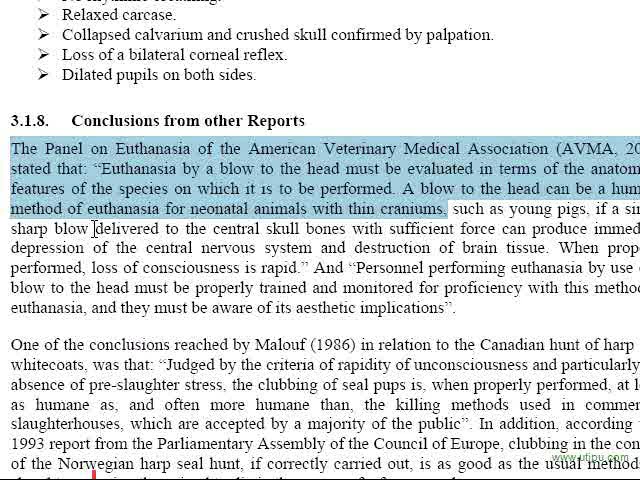 ➢ Relaxed carcase.
➢ Collapsed calvarium and crushed skull confirmed by palpation.
➢ Loss of a bilateral corneal reflex.
➢ Dilated pupils on both sides.
3.1.8. Conclusions from other Reports
The Panel on Euthanasia of the American Veterinary Medical Association (AVMA, 20
stated that: “Euthanasia by a blow to the head must be evaluated in terms of the anatom
features of the species on which it is to be performed. A blow to the head can be a hum
method of euthanasia for neonatal animals with thin craniums, such as young pigs, if a sin
sharp blow delivered to the central skull bones with sufficient force can produce immed
depression of the central nervous system and destruction of brain tissue. When prop
performed, loss of consciousness is rapid.” And “Personnel performing euthanasia by use
blow to the head must be properly trained and monitored for proficiency with this method
euthanasia, and they must be aware of its aesthetic implications”.
One of the conclusions reached by Malouf (1986) in relation to the Canadian hunt of harp
whitecoats, was that: “Judged by the criteria of rapidity of unconsciousness and particularly
absence of pre-slaughter stress, the clubbing of seal pups is, when properly performed, at
as humane as, and often more humane than, the killing methods used in commer
slaughterhouses, which are accepted by a majority of the public”. In addition, according
1993 report from the Parliamentary Assembly of the Council of Europe, clubbing in the con
of the Norwegian harp seal hunt, if correctly carried out, is as good as the usual methods
www.utipu.com